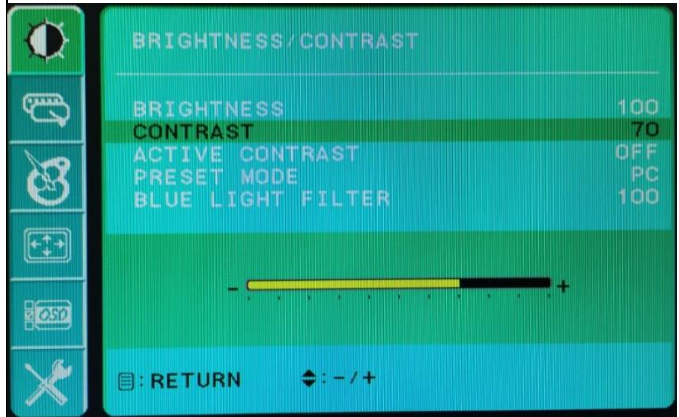 BRIGHTNESS/CONTRAST
BRIGHTNESS 100
CONTRAST 70
ACTIVE CONTRAST OFF
PRESET MODE PC
BLUE LIGHT FILTER 100
- +
OSD
:RETURN :-/+